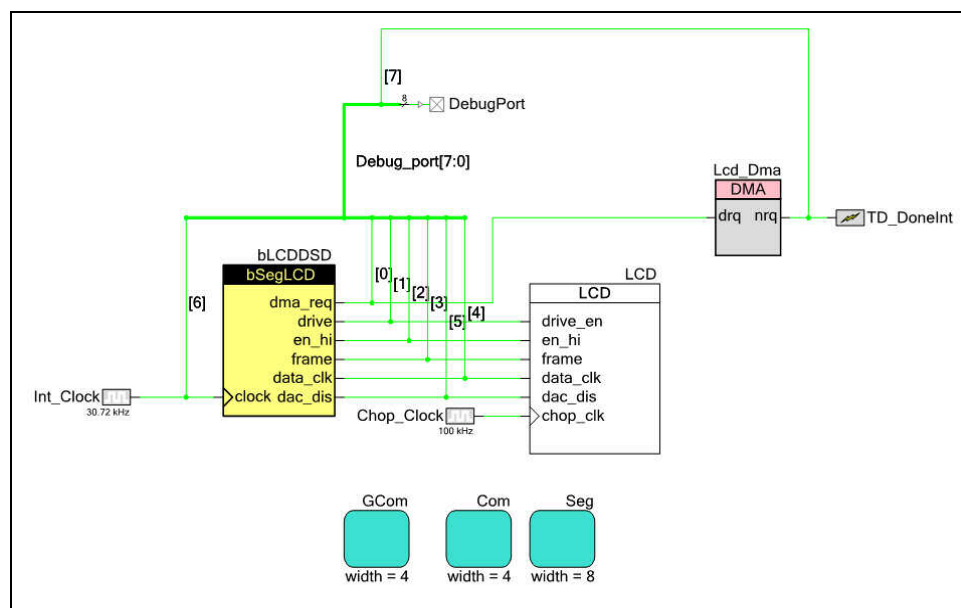 [7]
8
DebugPort
Debug_port[7:0]
Lcd_Dma
DMA
drq nrq
TD_DoneInt
bLCDDSD
bSegLCD
[6]
[0]
[1]
[2]
[3]
[5]
[4]
dma_req
drive
en_hi
frame
data_clk
clock
dac_dis
Int_Clock
30.72 kHz
LCD
LCD
drive_en
en_hi
frame
data_clk
dac_dis
chop_clk
Chop_Clock
100 kHz
GCom
width = 4
Com
width = 4
Seg
width = 8